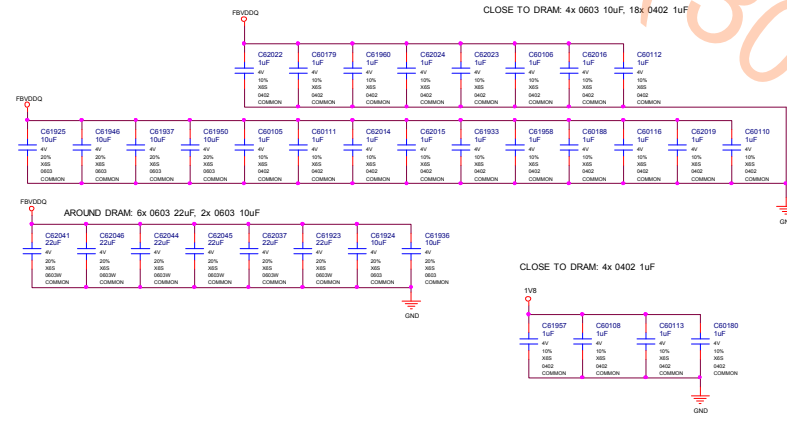 CLOSE TO DRAM: 4x 0603 10uF, 18x 0402 1uF
FBVDDQ
C62022 C60179 C61960 C62024 C62023 C60106 C62016 C60112
1uF 1uF 1uF 1uF 1uF 1uF 1uF 1uF
4V 4V 4V 4V 4V 4V 4V 4V
10% 10% 10% 10% 10% 10% 10% 10%
X6S X6S X6S X6S X6S X6S X6S X6S
0402 0402 0402 0402 0402 0402 0402 0402
COMMON COMMON COMMON COMMON COMMON COMMON COMMON COMMON
FBVDDQ
C61925 C61946 C61937 C61950 C60105 C60111 C62014 C62015 C61933 C61958 C60188 C60116 C62019 C60110
10uF 10uF 10uF 10uF 1uF 1uF 1uF 1uF 1uF 1uF 1uF 1uF 1uF 1uF
4V 4V 4V 4V 4V 4V 4V 4V 4V 4V 4V 4V 4V 4V
20% 20% 20% 20% 10% 10% 10% 10% 10% 10% 10% 10% 10% 10%
X6S X6S X6S X6S X6S X6S X6S X6S X6S X6S X6S X6S X6S X6S
0603 0603 0603 0603 0402 0402 0402 0402 0402 0402 0402 0402 0402 0402
COMMON COMMON COMMON COMMON COMMON COMMON COMMON COMMON COMMON COMMON COMMON COMMON COMMON COMMON
FBVDDQ
AROUND DRAM: 6x 0603 22uF, 2x 0603 10uF
C62041 C62046 C62044 C62045 C62037 C61923 C61924 C61936
22uF 22uF 22uF 22uF 22uF 22uF 10uF 10uF
4V 4V 4V 4V 4V 4V 4V 4V
20% 20% 20% 20% 20% 20% 20% 20%
X6S X6S X6S X6S X6S X6S X6S X6S
0603W 0603W 0603W 0603W 0603W 0603W 0603 0603
COMMON COMMON COMMON COMMON COMMON COMMON COMMON COMMON
GND
CLOSE TO DRAM: 4x 0402 1uF
1V8
C61957 C60108 C60113 C60180
1uF 1uF 1uF 1uF
4V 4V 4V 4V
10% 10% 10% 10%
X6S X6S X6S X6S
0402 0402 0402 0402
COMMON COMMON COMMON COMMON
GND